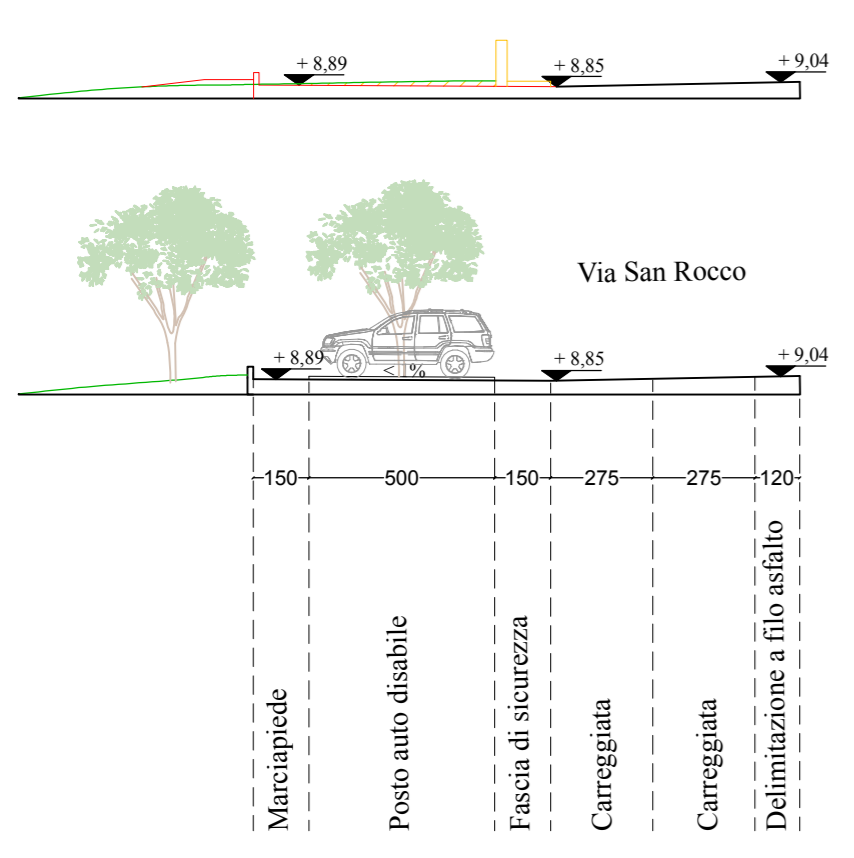 + 8,89
+ 8,85
+ 9,04
Via San Rocco
+ 8,89
+ 8,85
+ 9,04
< %
150
500
150
275
275
120
Marciapiede
Posto auto disabile
Fascia di sicurezza
Carreggiata
Carreggiata
Delimitazione a filo asfalto